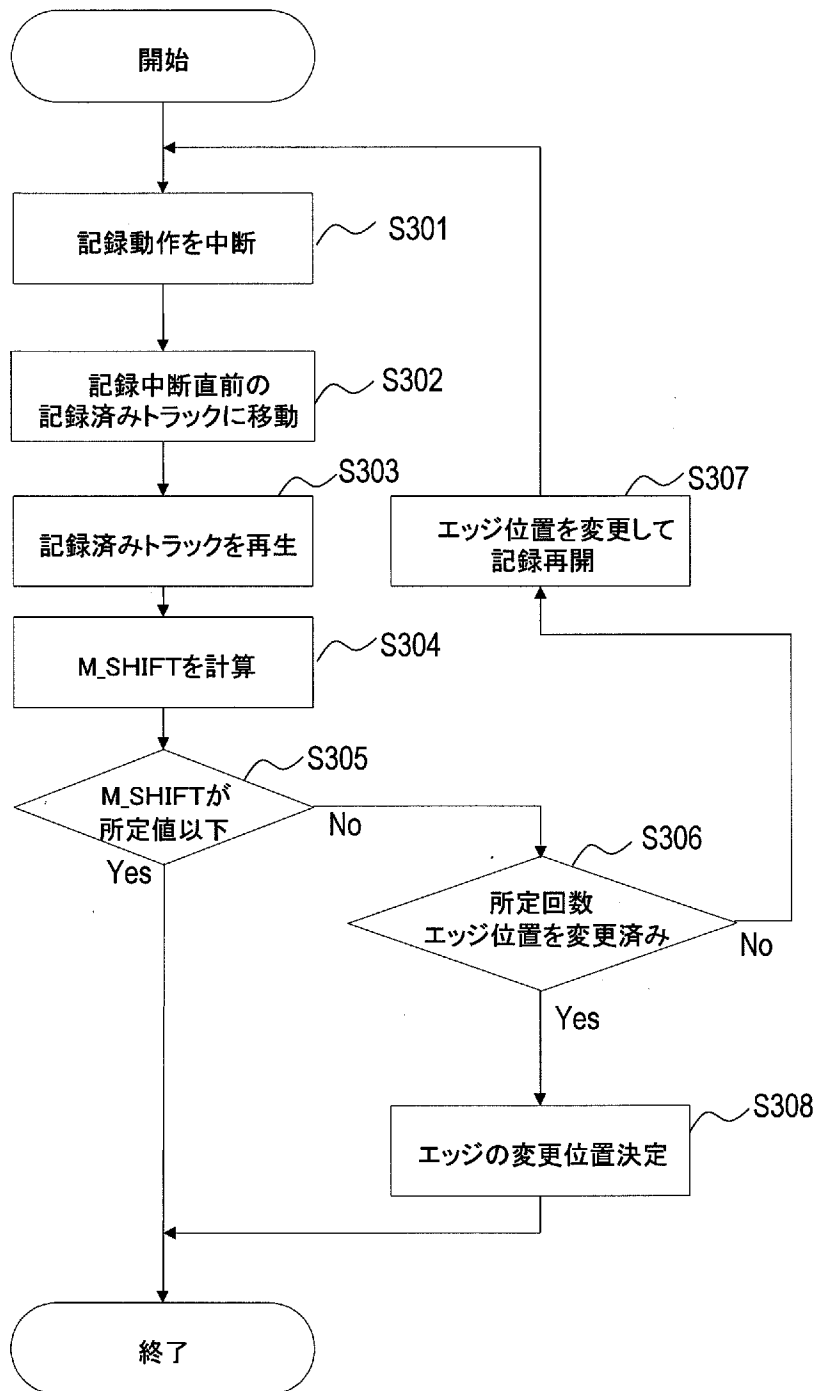 開始
記録動作を中断
S301
記録中断直前の
記録済みトラックに移動
S302
記録済みトラックを再生
S303
M_SHIFTを計算
S304
M_SHIFTが
所定値以下
S305
No
Yes
所定回数
エッジ位置を変更済み
S306
No
Yes
エッジ位置を変更して
記録再開
S307
エッジの変更位置決定
S308
終了